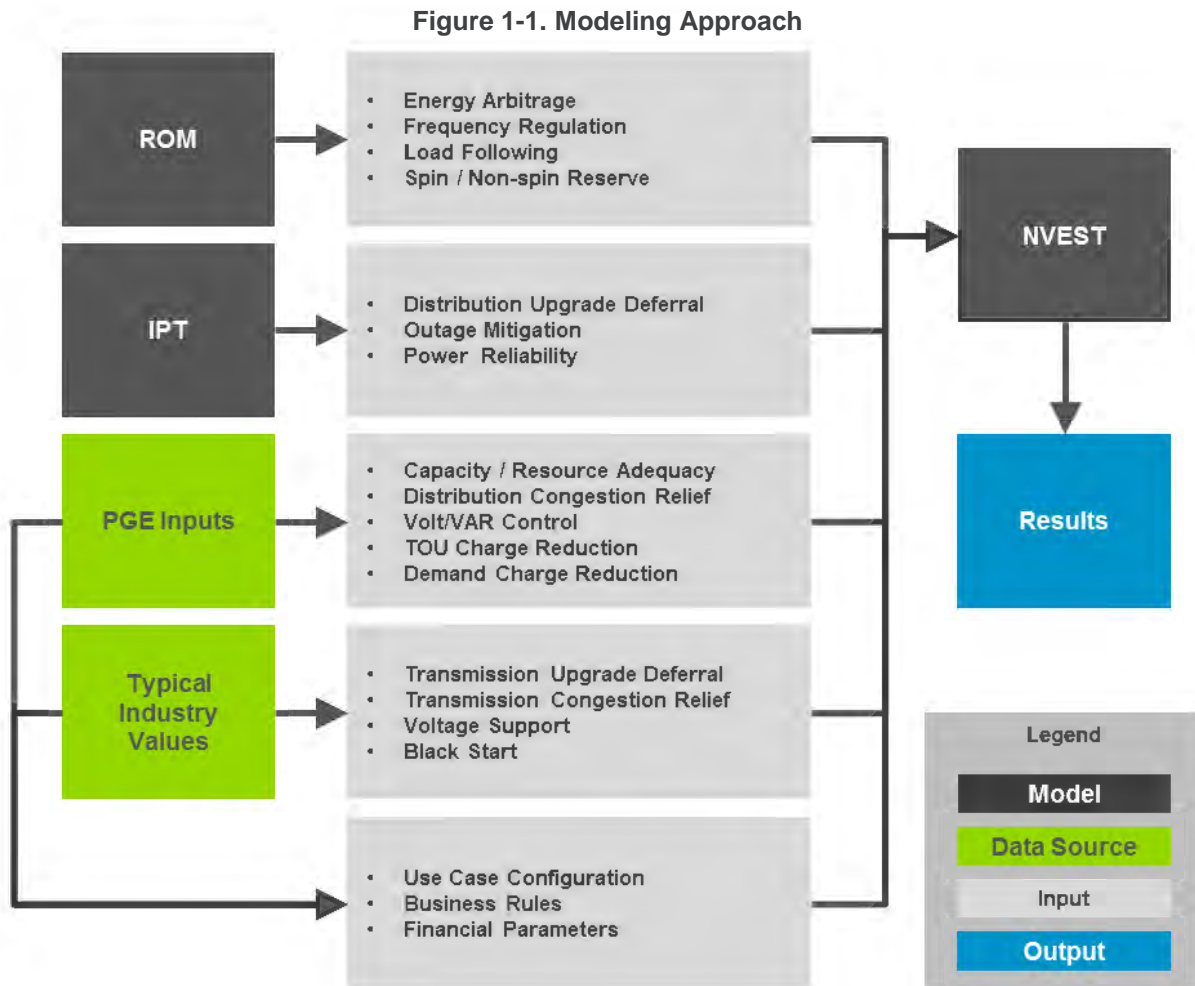 Figure 1-1. Modeling Approach
ROM
• Energy Arbitrage
• Frequency Regulation
• Load Following
• Spin / Non-spin Reserve
NVEST
IPT
• Distribution Upgrade Deferral
• Outage Mitigation
• Power Reliability
PGE Inputs
• Capacity / Resource Adequacy
• Distribution Congestion Relief
• Volt/VAR Control
• TOU Charge Reduction
• Demand Charge Reduction
Results
Typical
Industry
Values
• Transmission Upgrade Deferral
• Transmission Congestion Relief
• Voltage Support
• Black Start
• Use Case Configuration
• Business Rules
• Financial Parameters
Legend
Model
Data Source
Input
Output